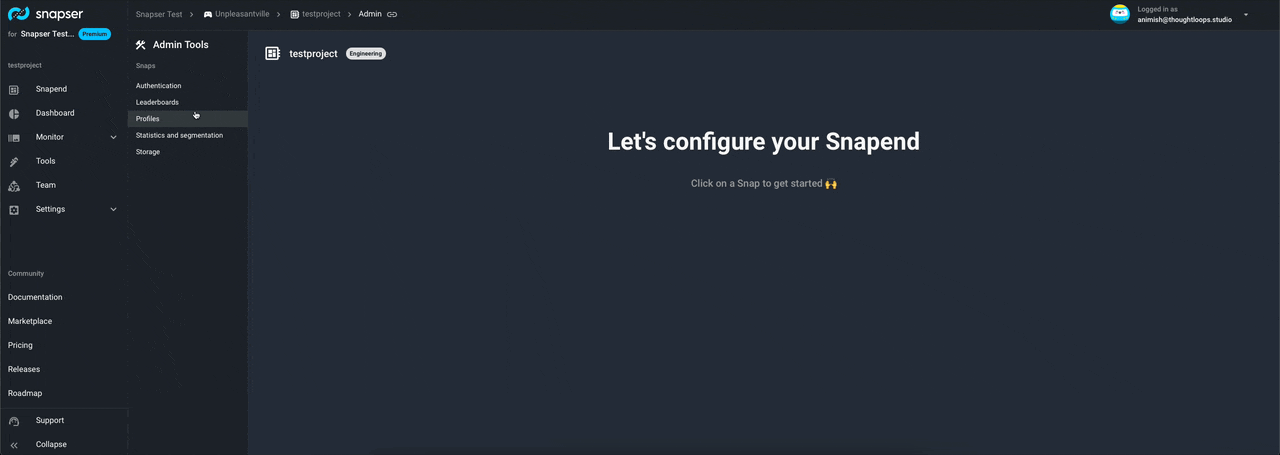 snapser
for Snapser Test... Premium
testproject
Snapend
Dashboard
Monitor
Tools
Team
Settings
Community
Documentation
Marketplace
Pricing
Releases
Roadmap
Support
Collapse
Snapser Test > Unpleasantville > testproject > Admin
Logged in as
animish@thoughtloops.studio
Admin Tools
Snaps
Authentication
Leaderboards
Profiles
Statistics and segmentation
Storage
testproject Engineering
Let's configure your Snapend
Click on a Snap to get started 🙌